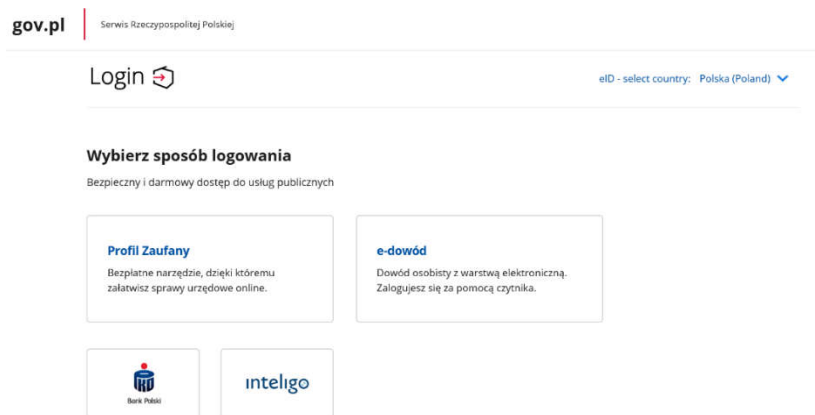 gov.pl
Serwis Rzeczypospolitej Polskiej
Login
eID - select country: Polska (Poland)
Wybierz sposób logowania
Bezpieczny i darmowy dostęp do usług publicznych
Profil Zaufany
Bezpłatne narzędzie, dzięki któremu
załatwisz sprawy urzędowe online.
e-dowód
Dowód osobisty z warstwą elektroniczną.
Zalogujesz się za pomocą czytnika.
PKO
Bank Polski
inteligo